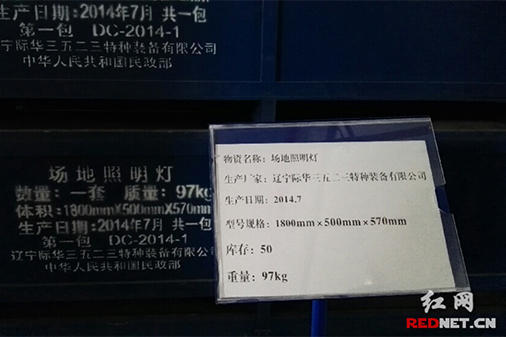 生产日期:2014年7月 共一包
第一包 DC-2014-1
辽宁际华三五二三特种装备有限公司
中华人民共和国民政部
场地照明灯
数量:一套 质量:97kg
体积:1800mmX500mmX570mm
生产日期:2014年7月 共一包
第一包 DC-2014-1
辽宁际华三五二三特种装备有限公司
中华人民共和国民政部
物资名称:场地照明灯
生产厂家:辽宁际华三五二三特种装备有限公司
生产日期:2014.7
型号规格:1800mm×500mm×570mm
库存:50
重量:97kg
红网
REDNET.CN